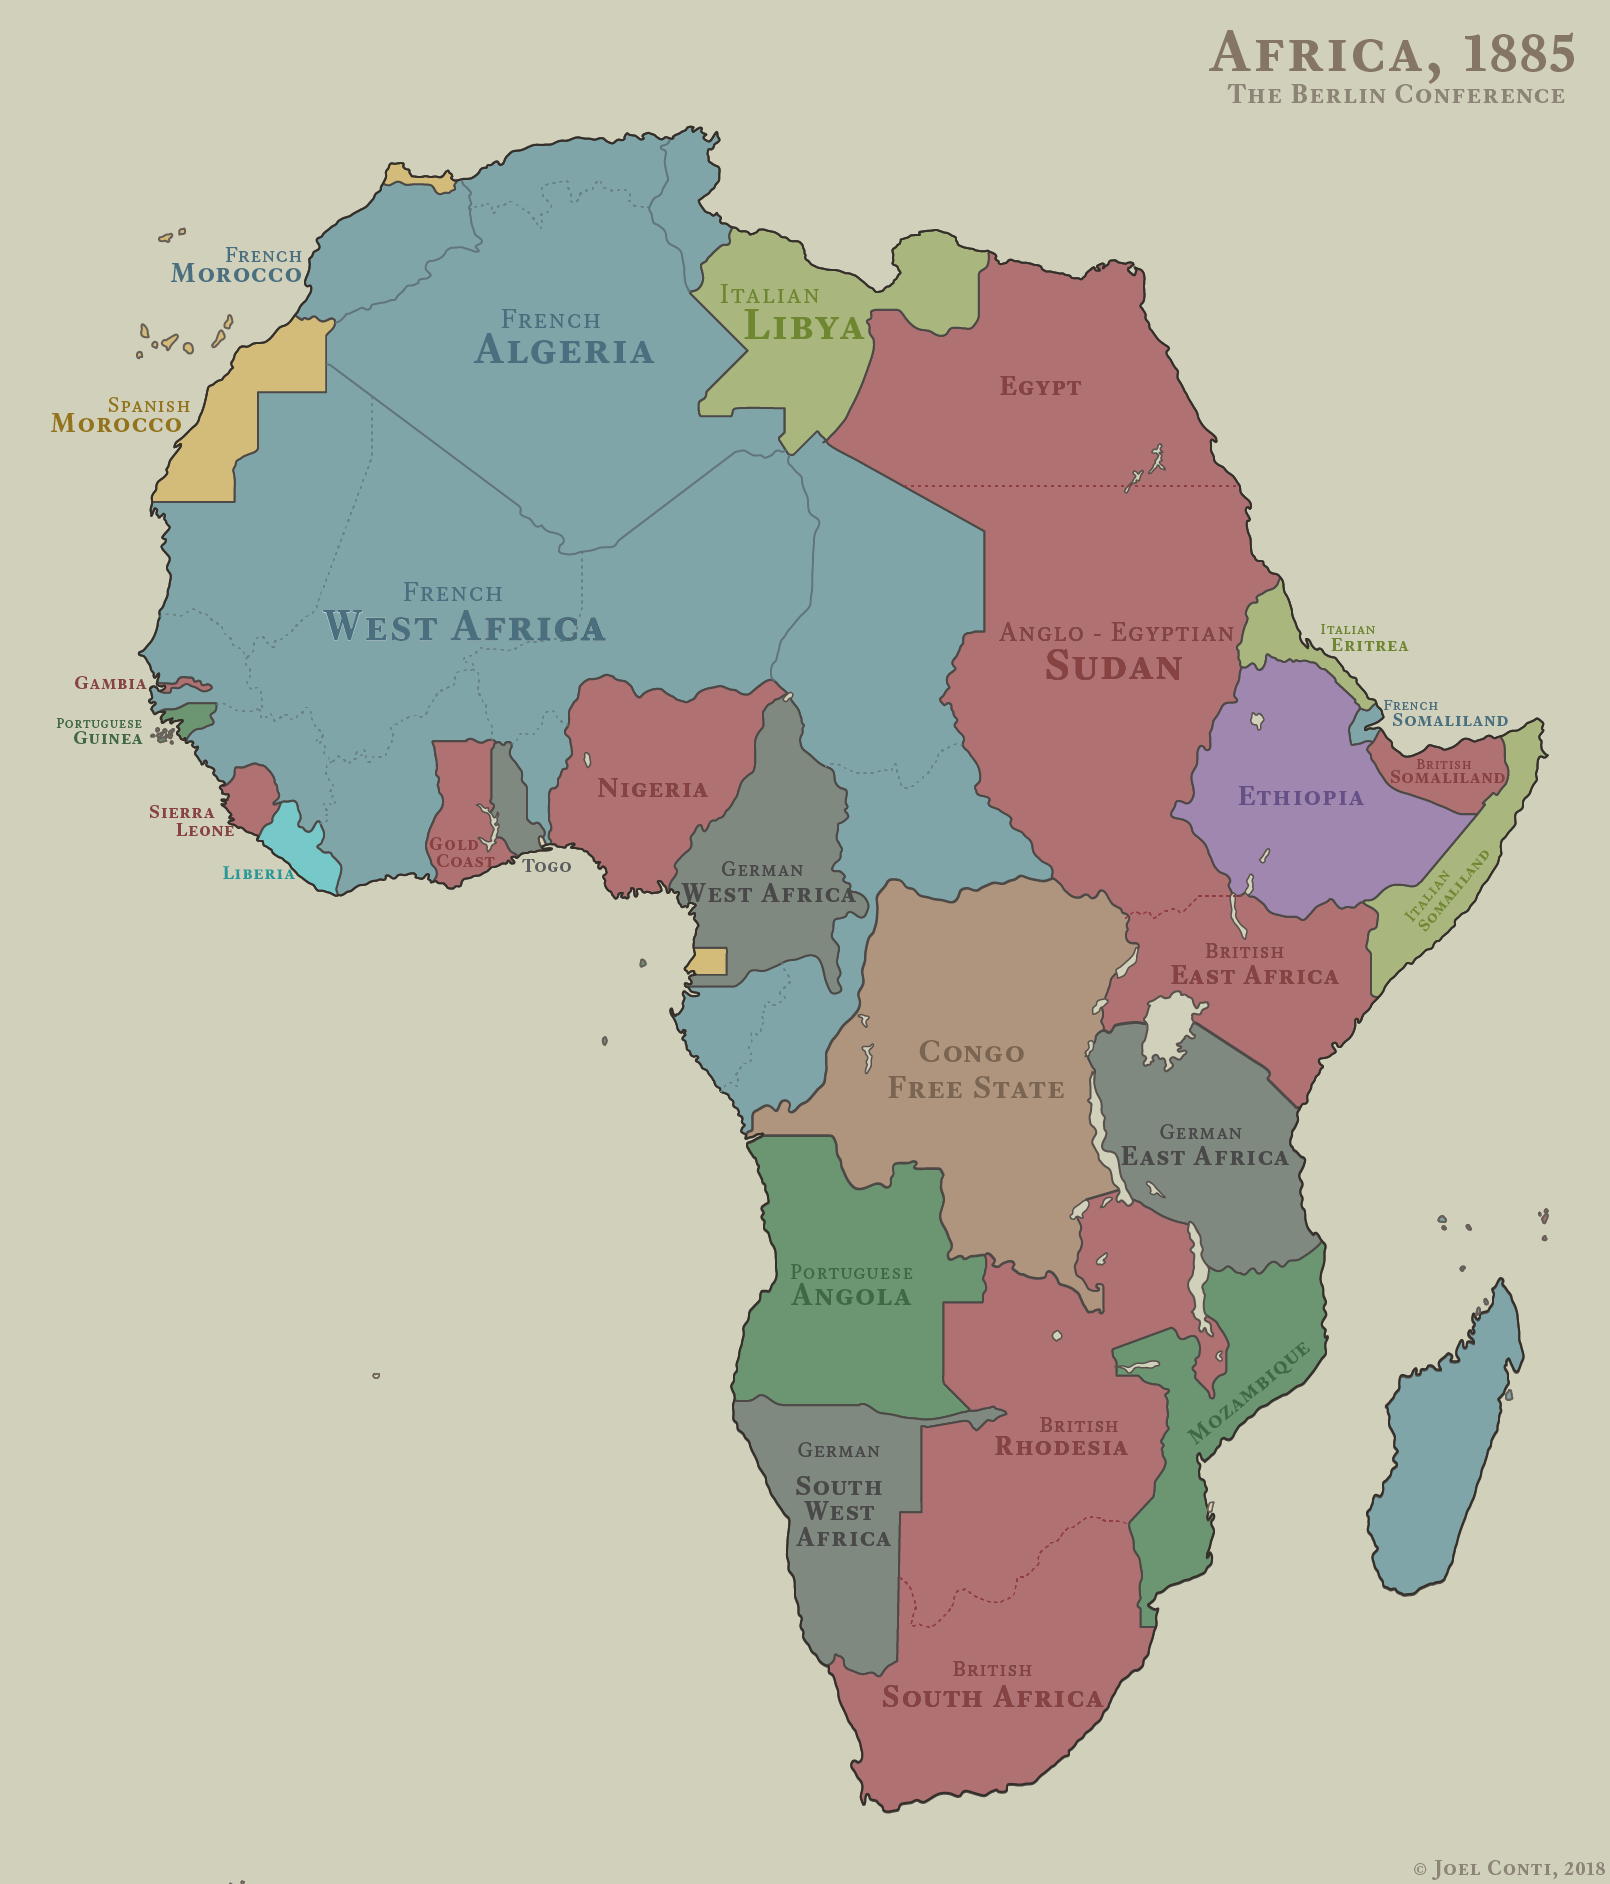 Africa, 1885
The Berlin Conference
French
Morocco
Italian
Libya
French
Algeria
Egypt
Spanish
Morocco
French
West Africa
Anglo - Egyptian
Sudan
Italian
Eritrea
Gambia
Portuguese
Guinea
French
Somaliland
British
Somaliland
Nigeria
Ethiopia
Sierra
Leone
Gold
Coast
Togo
Liberia
German
West Africa
Italian
Somaliland
British
East Africa
Congo
Free State
German
East Africa
Portuguese
Angola
Mozambique
British
Rhodesia
German
South
West
Africa
British
South Africa
© Joel Conti, 2018